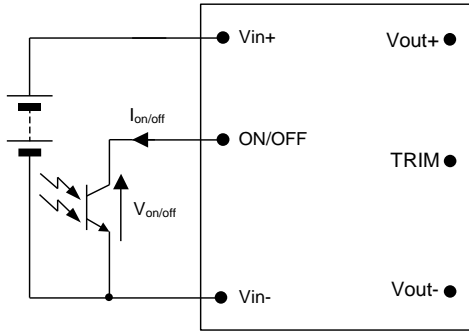 Vin+
Vout+
Ion/off
ON/OFF
TRIM
Von/off
Vin-
Vout-